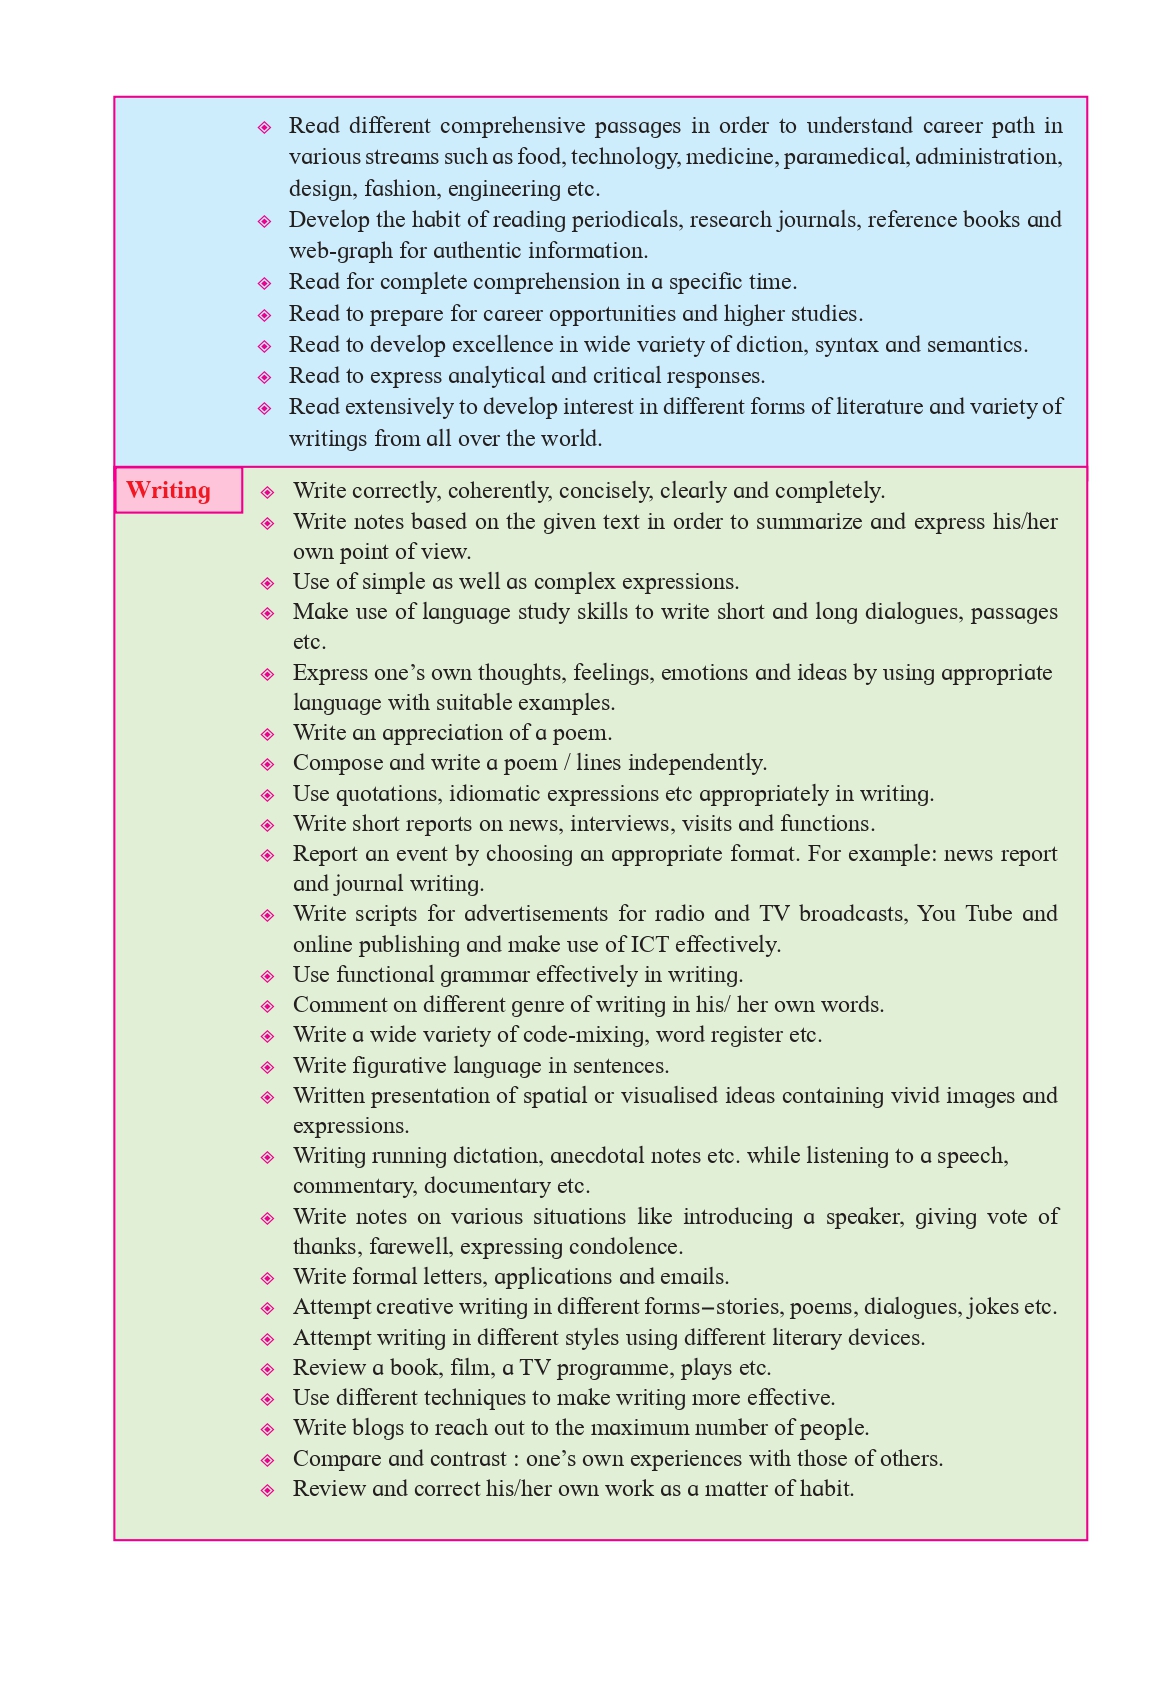 Read different comprehensive passages in order to understand career path in
various streams such as food, technology, medicine, paramedical, administration,
design, fashion, engineering etc.
Develop the habit of reading periodicals, research journals, reference books and
web-graph for authentic information.
Read for complete comprehension in a specific time.
Read to prepare for career opportunities and higher studies.
Read to develop excellence in wide variety of diction, syntax and semantics.
Read to express analytical and critical responses.
Read extensively to develop interest in different forms of literature and variety of
writings from all over the world.
Writing
Write correctly, coherently, concisely, clearly and completely.
Write notes based on the given text in order to summarize and express his/her
own point of view.
Use of simple as well as complex expressions.
Make use of language study skills to write short and long dialogues, passages
etc.
Express one’s own thoughts, feelings, emotions and ideas by using appropriate
language with suitable examples.
Write an appreciation of a poem.
Compose and write a poem / lines independently.
Use quotations, idiomatic expressions etc appropriately in writing.
Write short reports on news, interviews, visits and functions.
Report an event by choosing an appropriate format. For example: news report
and journal writing.
Write scripts for advertisements for radio and TV broadcasts, You Tube and
online publishing and make use of ICT effectively.
Use functional grammar effectively in writing.
Comment on different genre of writing in his/ her own words.
Write a wide variety of code-mixing, word register etc.
Write figurative language in sentences.
Written presentation of spatial or visualised ideas containing vivid images and
expressions.
Writing running dictation, anecdotal notes etc. while listening to a speech,
commentary, documentary etc.
Write notes on various situations like introducing a speaker, giving vote of
thanks, farewell, expressing condolence.
Write formal letters, applications and emails.
Attempt creative writing in different forms–stories, poems, dialogues, jokes etc.
Attempt writing in different styles using different literary devices.
Review a book, film, a TV programme, plays etc.
Use different techniques to make writing more effective.
Write blogs to reach out to the maximum number of people.
Compare and contrast : one’s own experiences with those of others.
Review and correct his/her own work as a matter of habit.